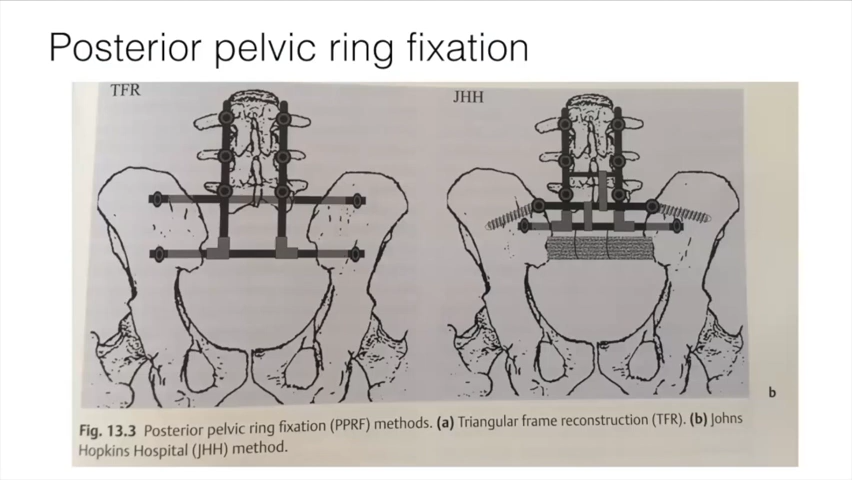 Posterior pelvic ring fixation
TFR
JHH
b
Fig. 13.3 Posterior pelvic ring fixation (PPRF) methods. (a) Triangular frame reconstruction (TFR). (b) Johns
Hopkins Hospital (JHH) method.